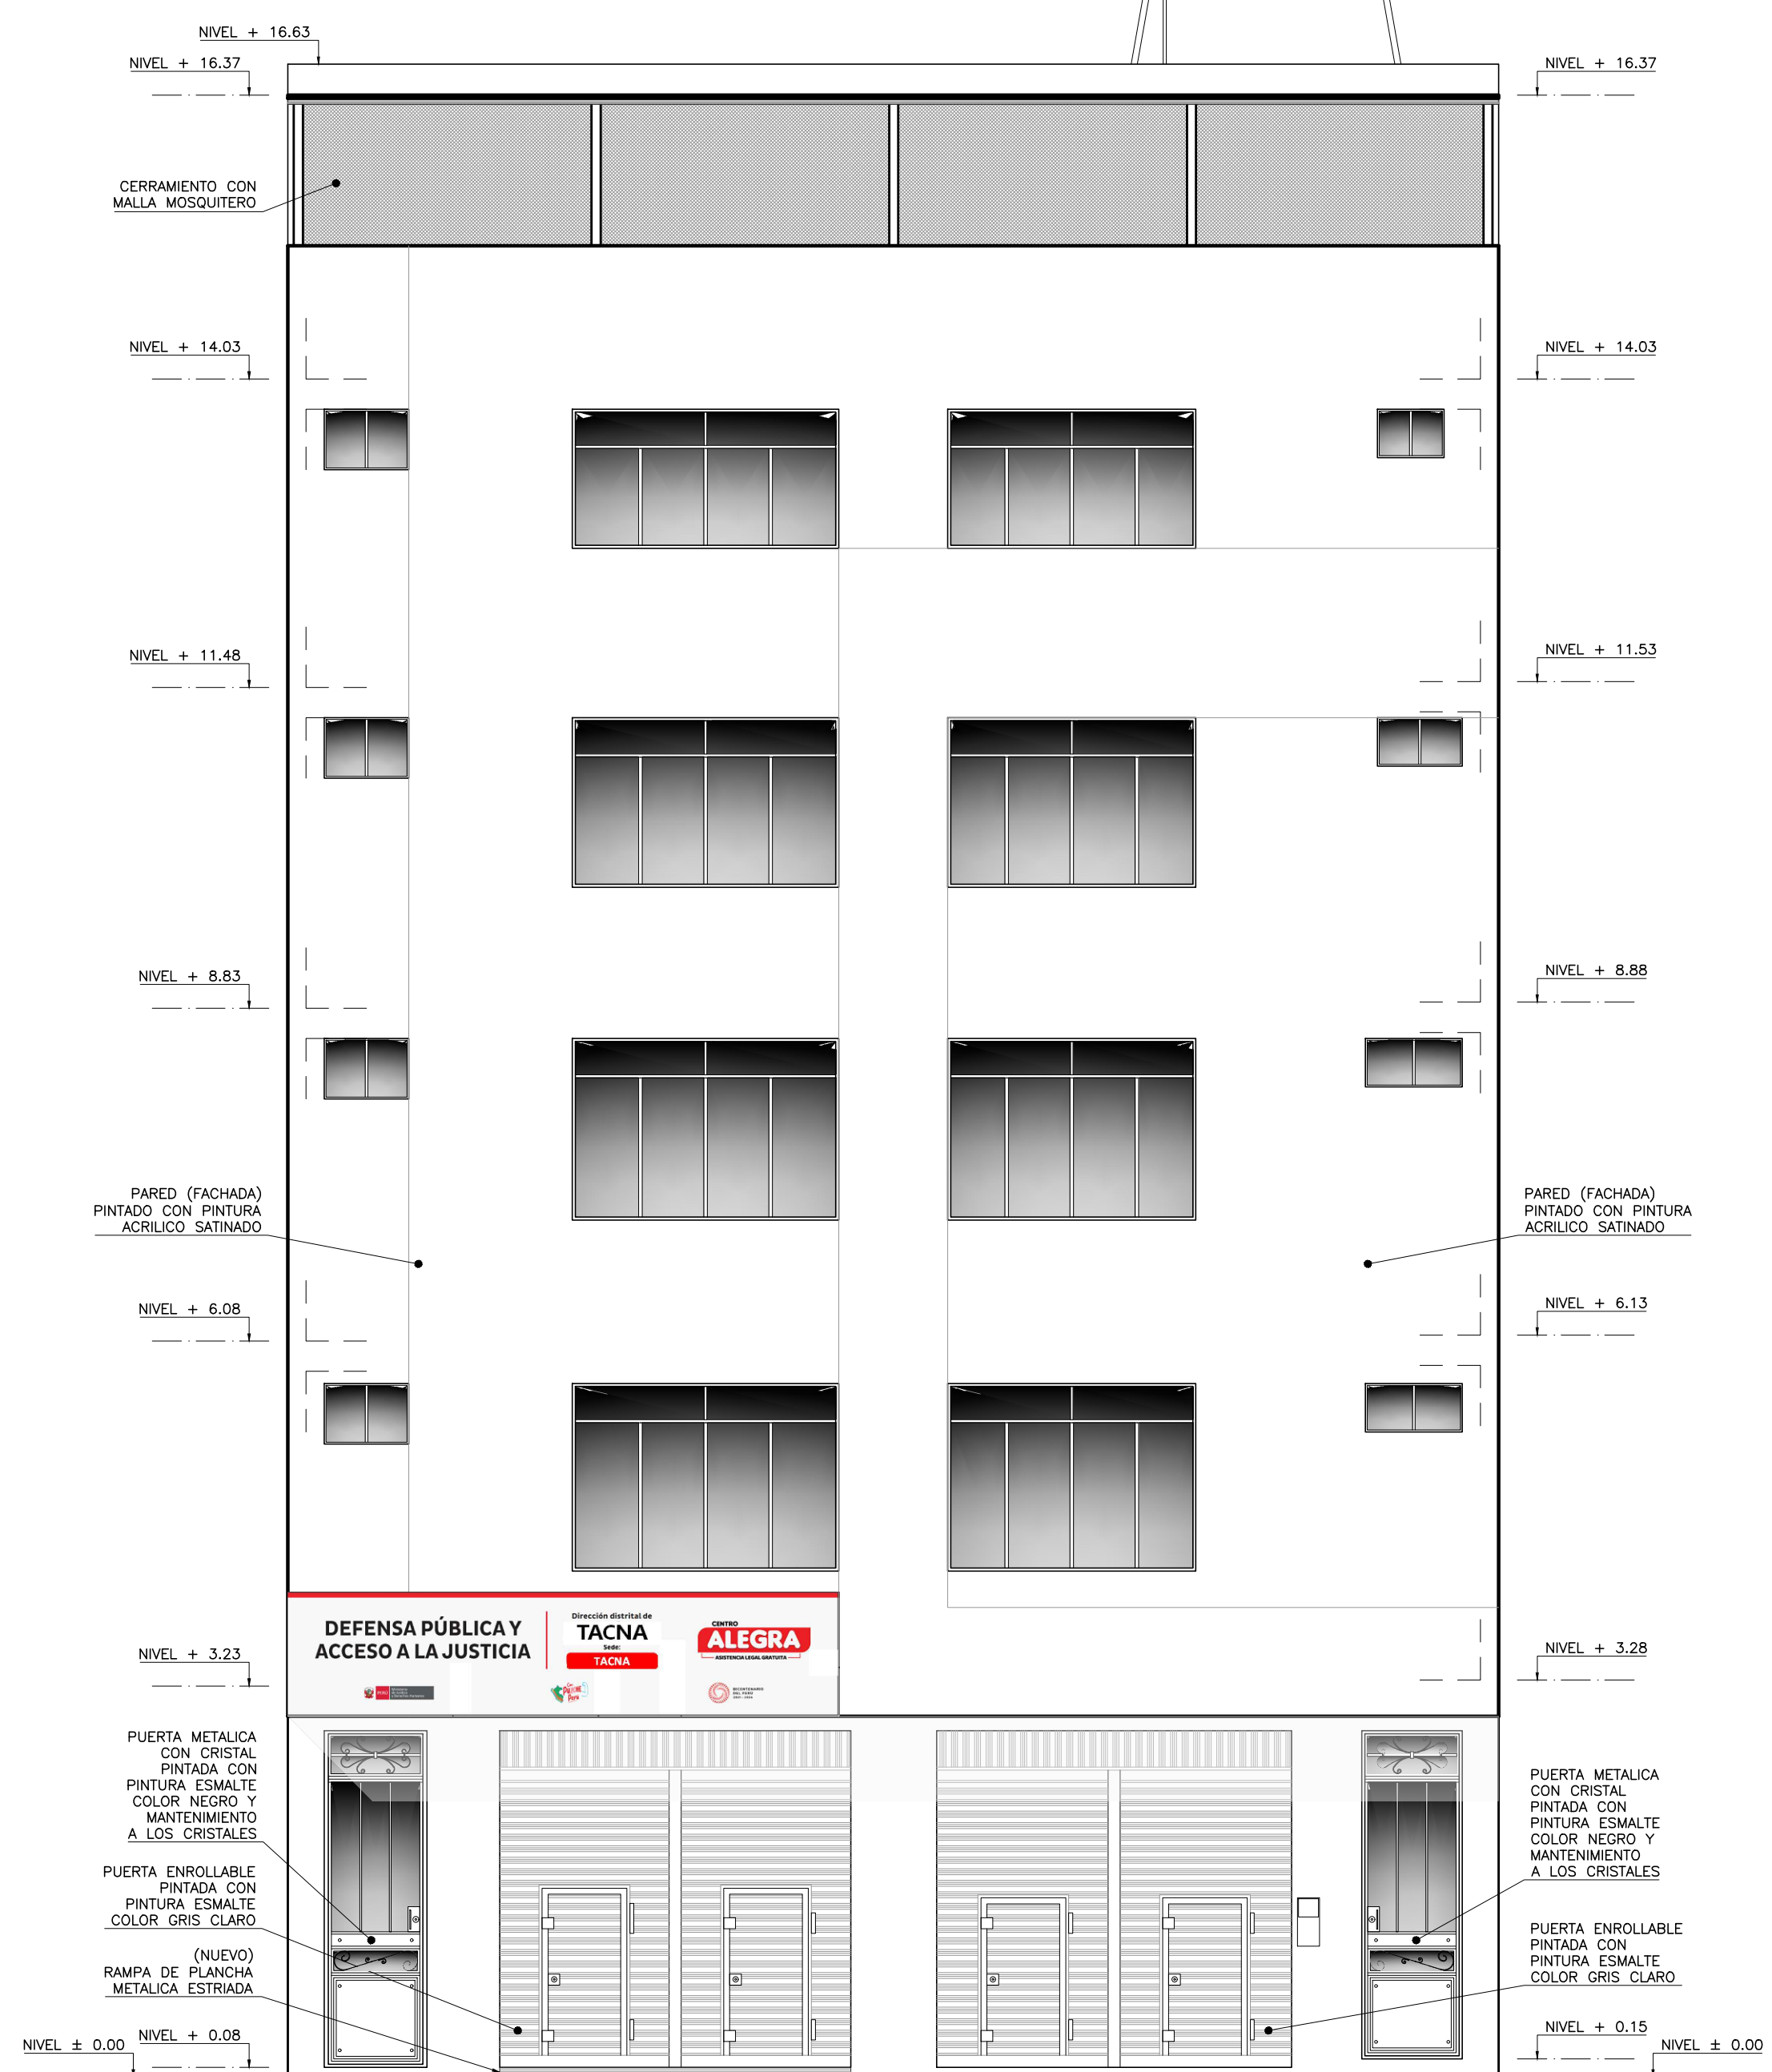 NIVEL + 16.63
NIVEL + 16.37
NIVEL + 16.37
CERRAMIENTO CON
MALLA MOSQUITERO
NIVEL + 14.03
NIVEL + 14.03
NIVEL + 11.48
NIVEL + 11.53
NIVEL + 8.83
NIVEL + 8.88
PARED (FACHADA)
PINTADO CON PINTURA
ACRILICO SATINADO
PARED (FACHADA)
PINTADO CON PINTURA
ACRILICO SATINADO
NIVEL + 6.08
NIVEL + 6.13
DEFENSA PÚBLICA Y
ACCESO A LA JUSTICIA
Dirección distrital de
TACNA
Sede:
TACNA
CENTRO
ALEGRA
ASISTENCIA LEGAL GRATUITA
PERÚ
BICENTENARIO
DEL PERÚ
2021 - 2024
NIVEL + 3.23
NIVEL + 3.28
PUERTA METALICA
CON CRISTAL
PINTADA CON
PINTURA ESMALTE
COLOR NEGRO Y
MANTENIMIENTO
A LOS CRISTALES
PUERTA ENROLLABLE
PINTADA CON
PINTURA ESMALTE
COLOR GRIS CLARO
(NUEVO)
RAMPA DE PLANCHA
METALICA ESTRIADA
NIVEL ± 0.00
NIVEL + 0.08
PUERTA METALICA
CON CRISTAL
PINTADA CON
PINTURA ESMALTE
COLOR NEGRO Y
MANTENIMIENTO
A LOS CRISTALES
PUERTA ENROLLABLE
PINTADA CON
PINTURA ESMALTE
COLOR GRIS CLARO
NIVEL + 0.15
NIVEL ± 0.00